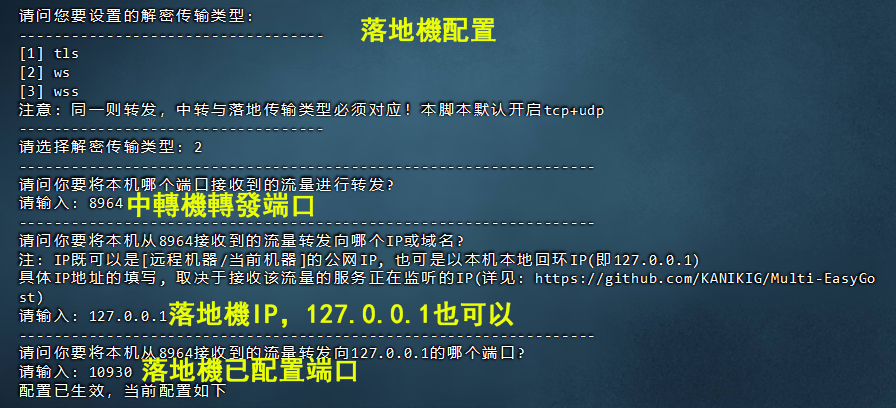 请问您要设置的解密传输类型:
落地機配置
-----------------------------------
[1] tls
[2] ws
[3] wss
注意: 同一则转发，中转与落地传输类型必须对应！本脚本默认开启tcp+udp
-----------------------------------
请选择解密传输类型: 2
------------------------------------------------------------------
请问你要将本机哪个端口接收到的流量进行转发?
请输入: 8964 中轉機轉發端口
------------------------------------------------------------------
请问你要将本机从8964接收到的流量转发向哪个IP或域名?
注: IP既可以是[远程机器/当前机器]的公网IP, 也可是以本机本地回环IP(即127.0.0.1)
具体IP地址的填写, 取决于接收该流量的服务正在监听的IP(详见: https://github.com/KANIKIG/Multi-EasyGo
st)
请输入: 127.0.0.1 落地機IP，127.0.0.1也可以
------------------------------------------------------------------
请问你要将本机从8964接收到的流量转发向127.0.0.1的哪个端口?
请输入: 10930 落地機已配置端口
配置已生效，当前配置如下